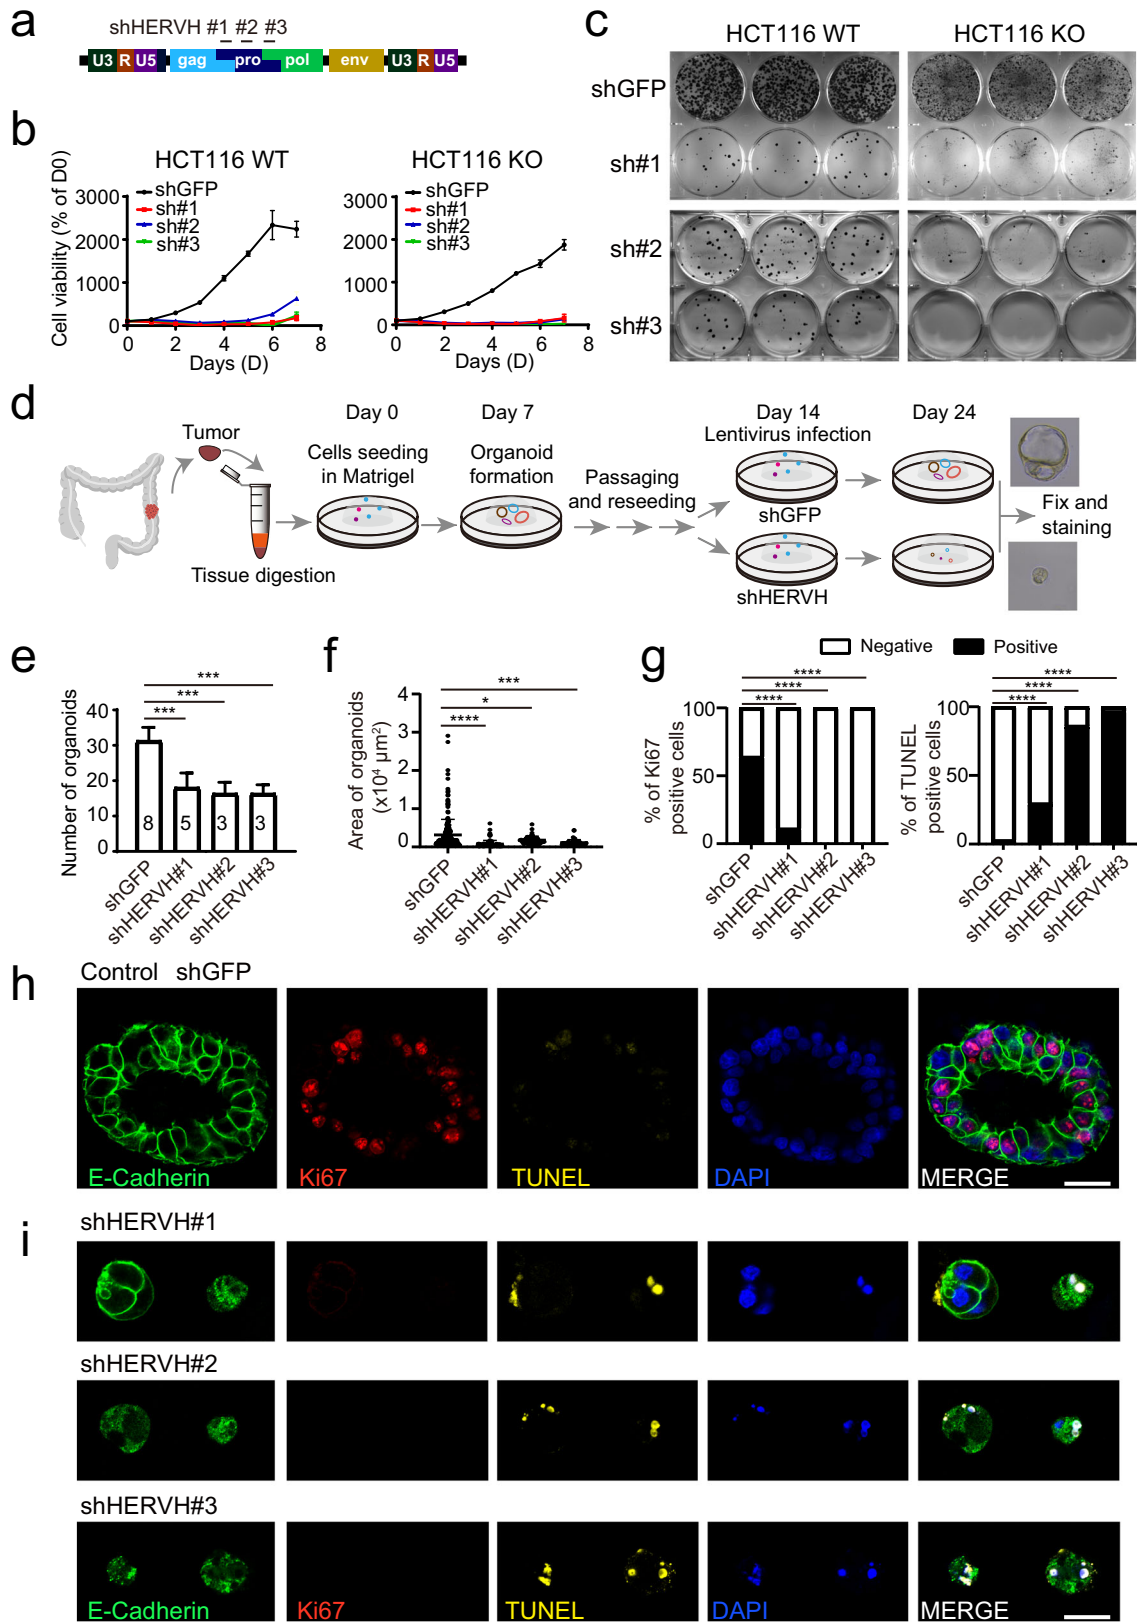 a
shHERVH #1 #2 #3
U3 R U5 gag pro pol env U3 R U5
b
HCT116 WT
HCT116 KO
Cell viability (% of D0)
3000
2000
1000
0
shGFP
sh#1
sh#2
sh#3
0 2 4 6 8
Days (D)
3000
2000
1000
0
shGFP
sh#1
sh#2
sh#3
0 2 4 6 8
Days (D)
c
HCT116 WT
HCT116 KO
shGFP
sh#1
sh#2
sh#3
d
Tumor
Tissue digestion
Day 0
Cells seeding
in Matrigel
Day 7
Organoid
formation
Passaging
and reseeding
Day 14
Lentivirus infection
shGFP
shHERVH
Day 24
Fix and
staining
e
Number of organoids
40
30
20
10
0
***
***
***
8 5 3 3
shGFP
shHERVH#1
shHERVH#2
shHERVH#3
f
Area of organoids
(x10⁴ µm²)
4
2
0
***
*
****
shGFP
shHERVH#1
shHERVH#2
shHERVH#3
g
Negative Positive
% of Ki67
positive cells
100
50
0
****
****
****
shGFP
shHERVH#1
shHERVH#2
shHERVH#3
% of TUNEL
positive cells
100
50
0
****
****
****
shGFP
shHERVH#1
shHERVH#2
shHERVH#3
h
Control shGFP
E-Cadherin Ki67 TUNEL DAPI MERGE
i
shHERVH#1
shHERVH#2
shHERVH#3
E-Cadherin Ki67 TUNEL DAPI MERGE